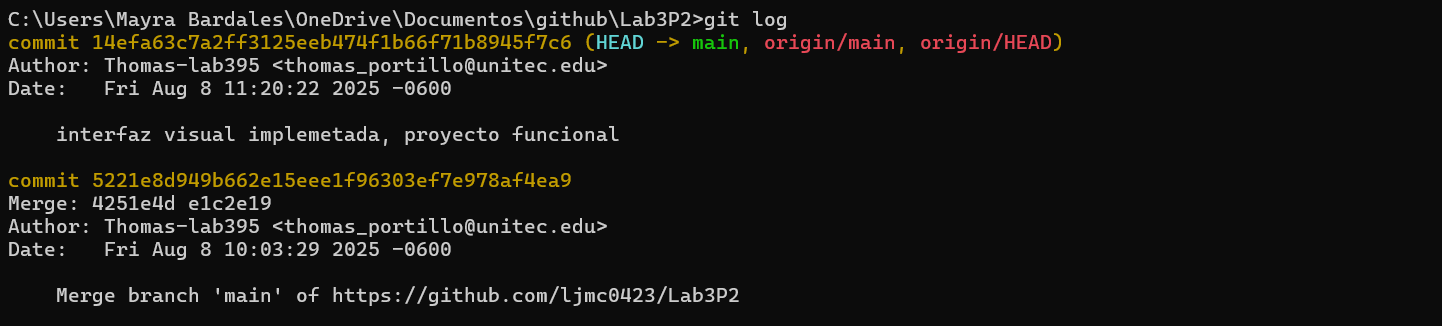 C:\Users\Mayra Bardales\OneDrive\Documentos\github\Lab3P2>git log
commit 14efa63c7a2ff3125eeb474f1b66f71b8945f7c6 (HEAD -> main, origin/main, origin/HEAD)
Author: Thomas-lab395 <thomas_portillo@unitec.edu>
Date:   Fri Aug 8 11:20:22 2025 -0600
    interfaz visual implemetada, proyecto funcional
commit 5221e8d949b662e15eee1f96303ef7e978af4ea9
Merge: 4251e4d e1c2e19
Author: Thomas-lab395 <thomas_portillo@unitec.edu>
Date:   Fri Aug 8 10:03:29 2025 -0600
    Merge branch 'main' of https://github.com/ljmc0423/Lab3P2